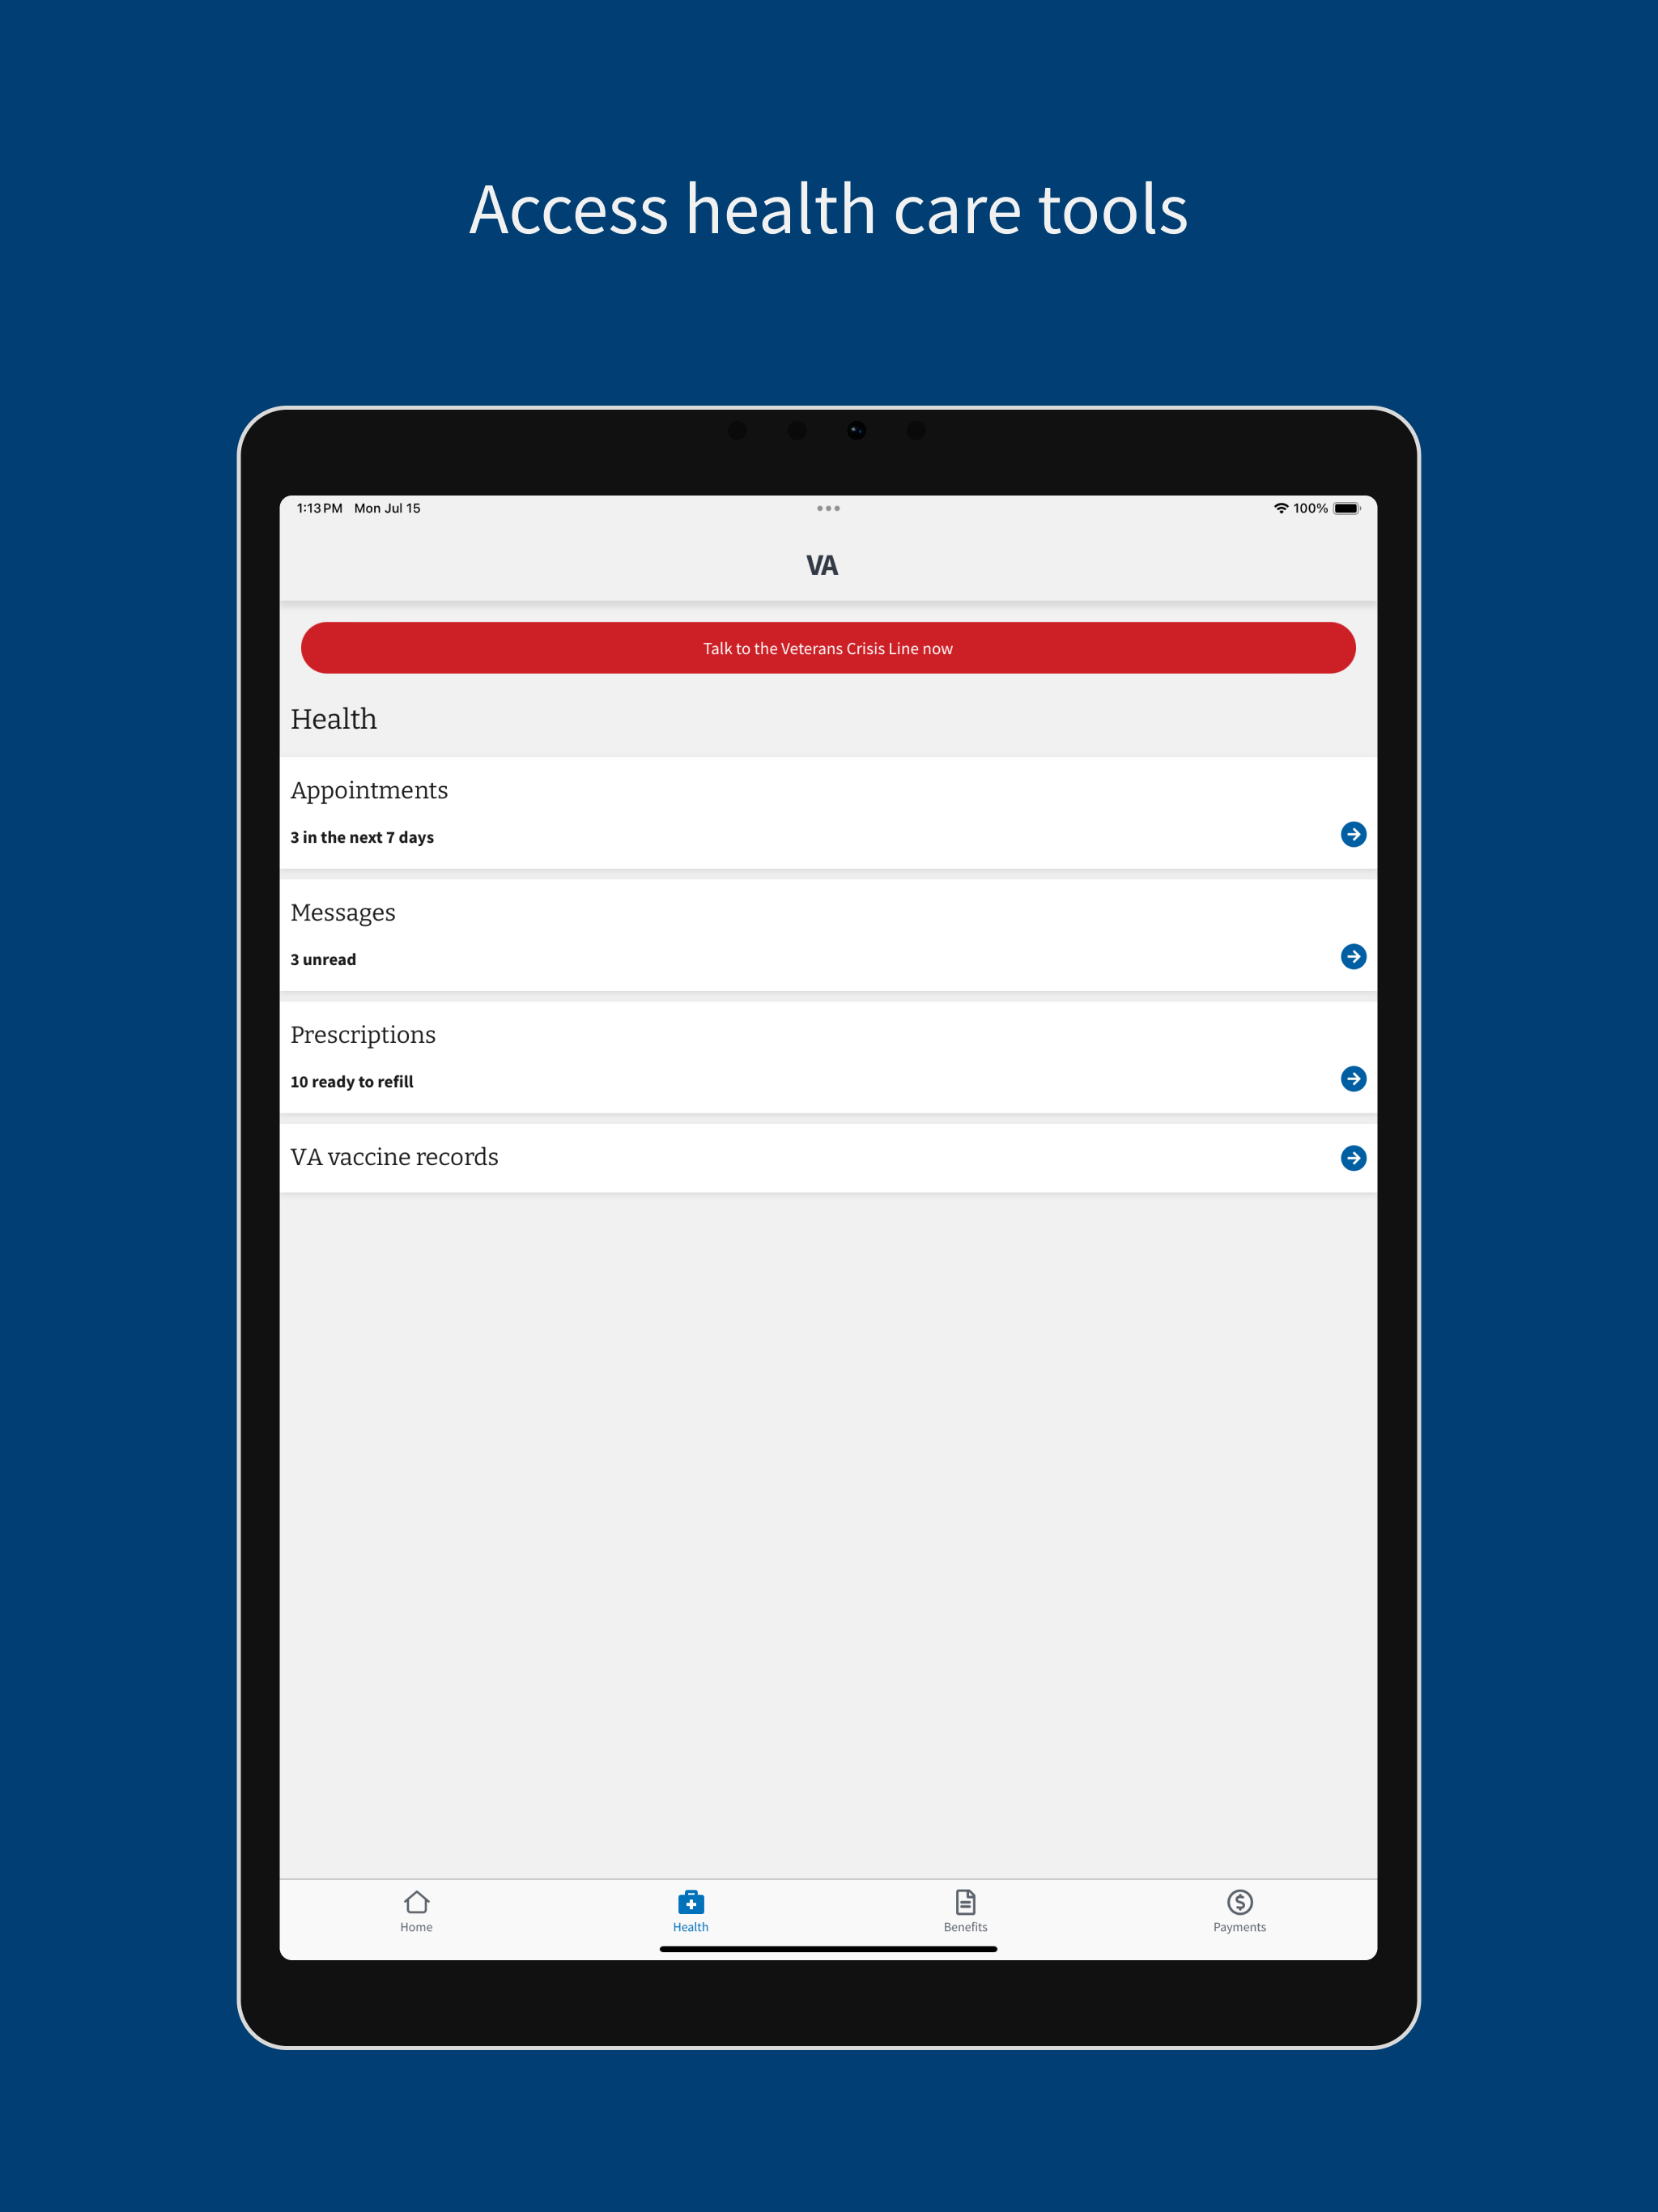 Access health care tools
1:13 PM Mon Jul 15
100%
VA
Talk to the Veterans Crisis Line now
Health
Appointments
3 in the next 7 days
Messages
3 unread
Prescriptions
10 ready to refill
VA vaccine records
Home Health Benefits Payments